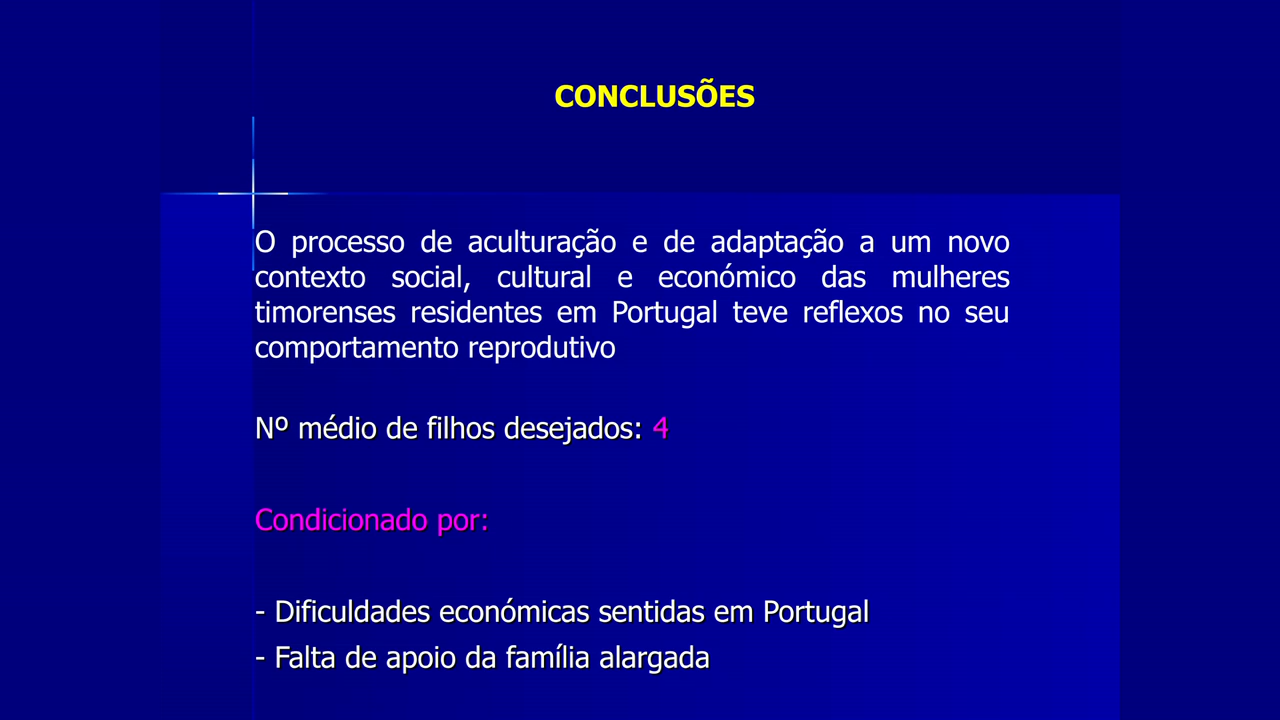 CONCLUSÕES
O processo de aculturação e de adaptação a um novo
contexto social, cultural e económico das mulheres
timorenses residentes em Portugal teve reflexos no seu
comportamento reprodutivo
Nº médio de filhos desejados: 4
Condicionado por:
- Dificuldades económicas sentidas em Portugal
- Falta de apoio da família alargada